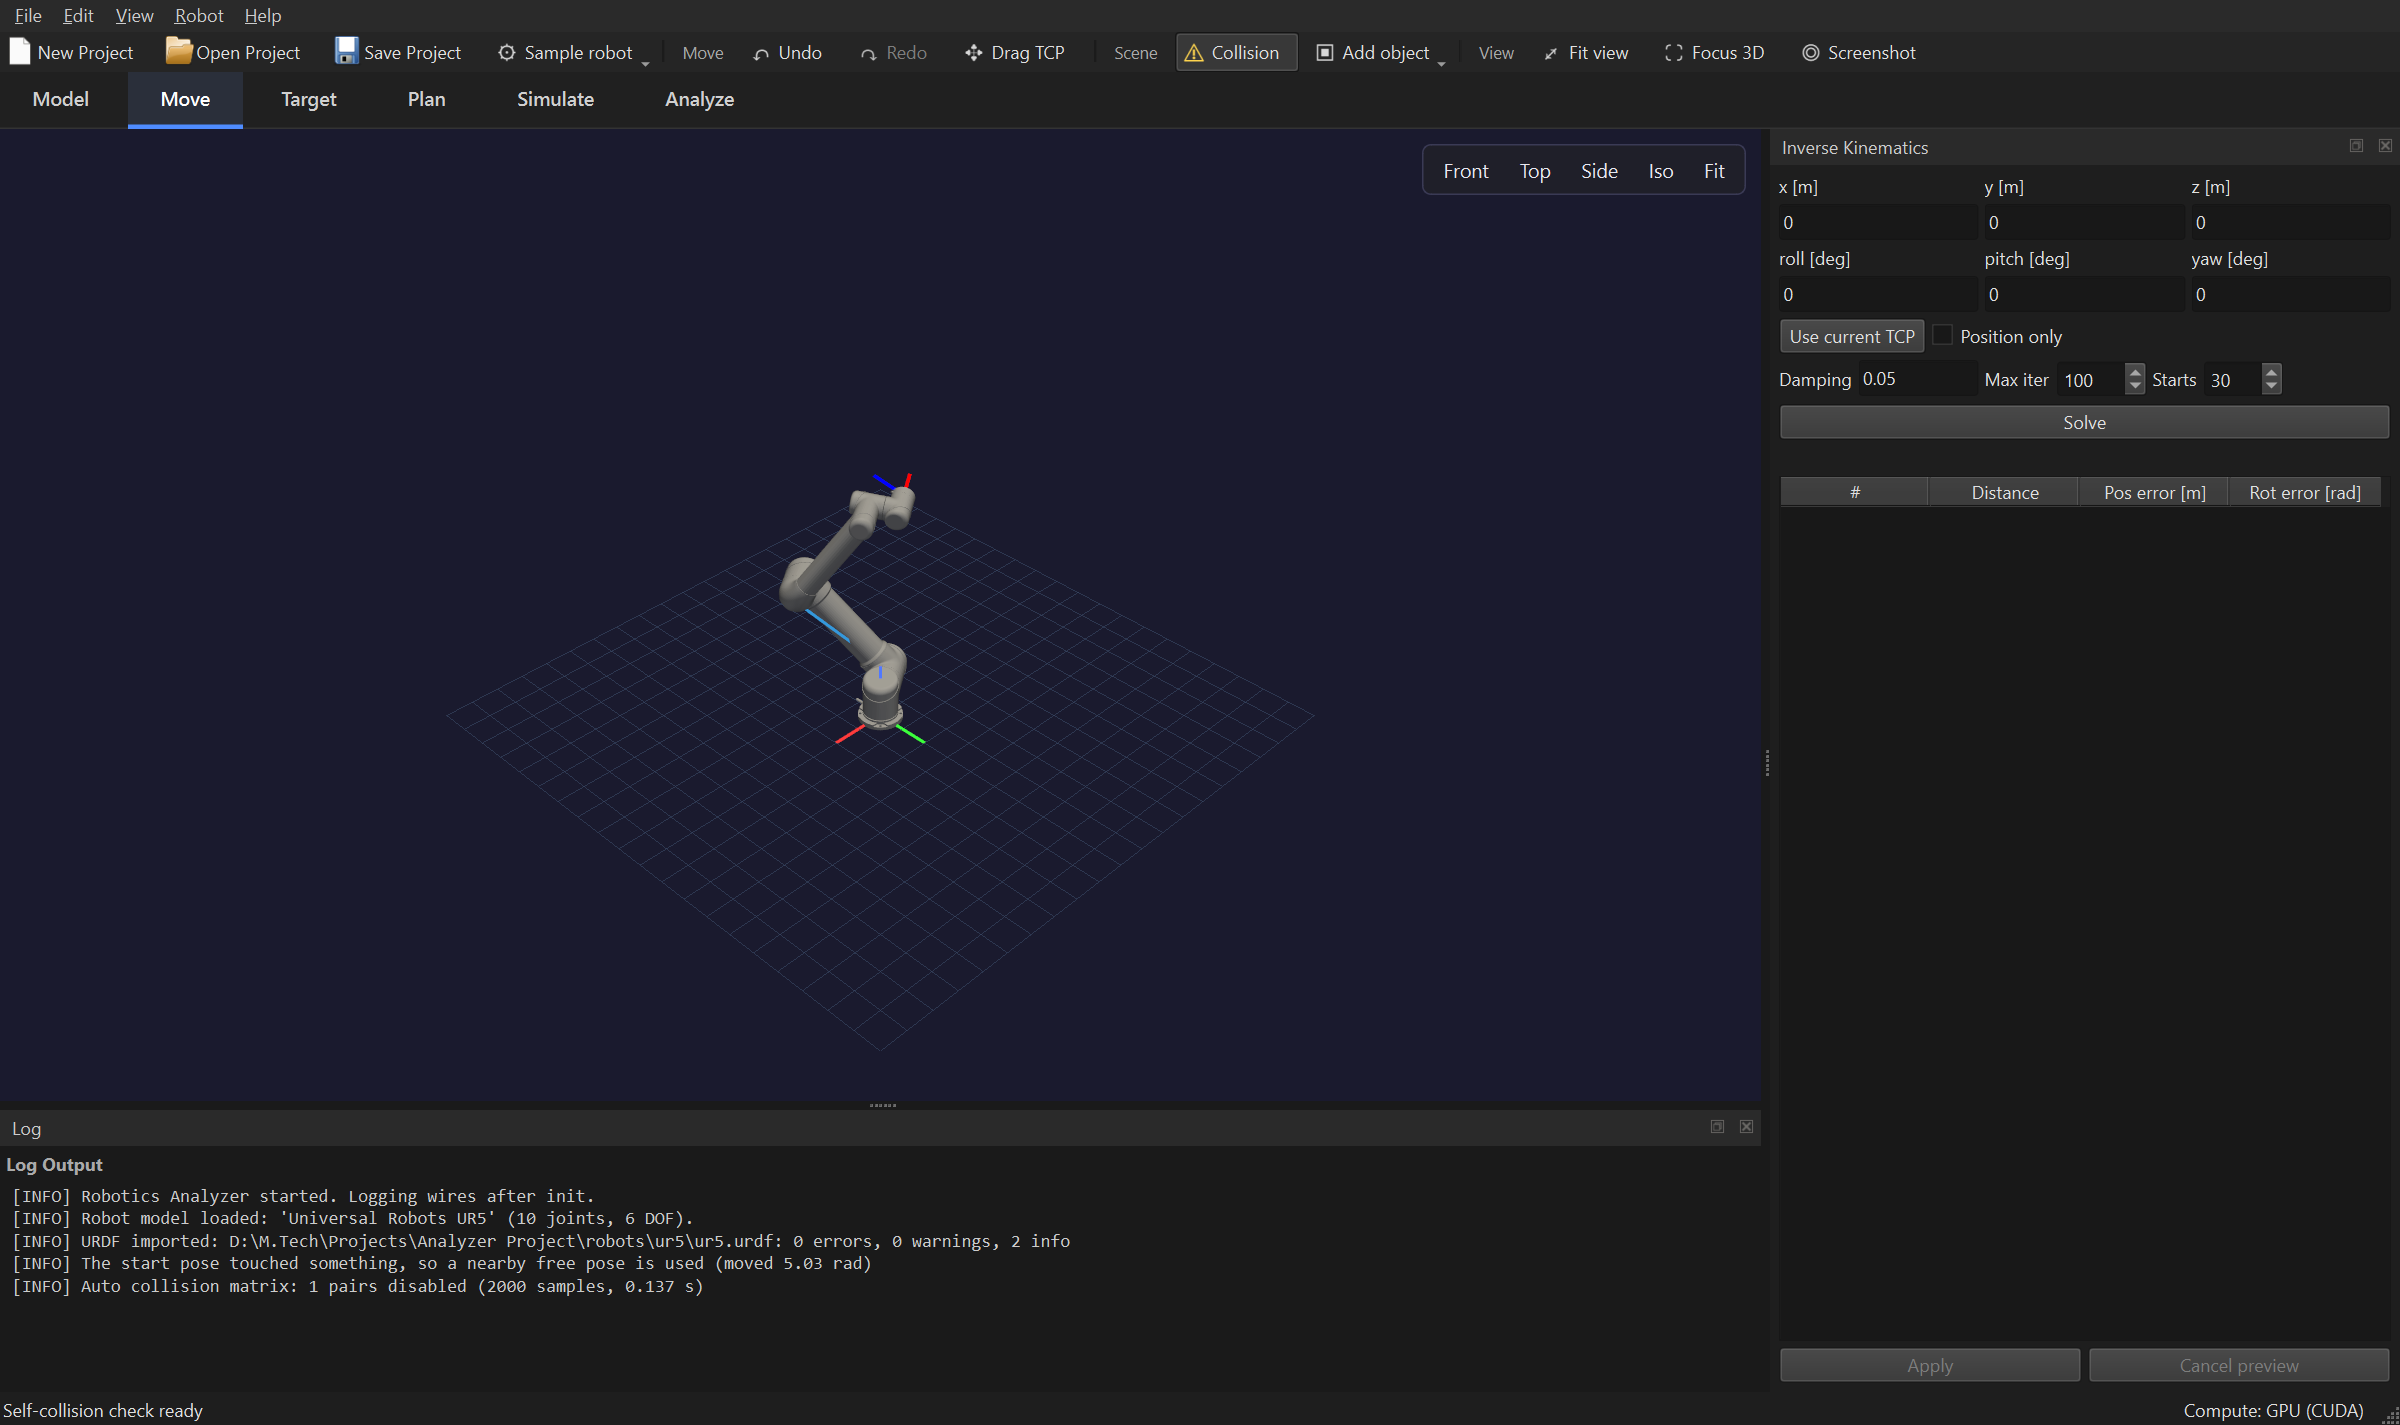 File Edit View Robot Help
New Project Open Project Save Project Sample robot Move Undo Redo Drag TCP Scene Collision Add object View Fit view Focus 3D Screenshot
Model Move Target Plan Simulate Analyze
Front Top Side Iso Fit
Inverse Kinematics
x [m] y [m] z [m]
0 0 0
roll [deg] pitch [deg] yaw [deg]
0 0 0
Use current TCP Position only
Damping 0.05 Max iter 100 Starts 30
Solve
# Distance Pos error [m] Rot error [rad]
Log
Log Output
[INFO] Robotics Analyzer started. Logging wires after init.
[INFO] Robot model loaded: 'Universal Robots UR5' (10 joints, 6 DOF).
[INFO] URDF imported: D:\M.Tech\Projects\Analyzer Project\robots\ur5\ur5.urdf: 0 errors, 0 warnings, 2 info
[INFO] The start pose touched something, so a nearby free pose is used (moved 5.03 rad)
[INFO] Auto collision matrix: 1 pairs disabled (2000 samples, 0.137 s)
Apply Cancel preview
Self-collision check ready Compute: GPU (CUDA)